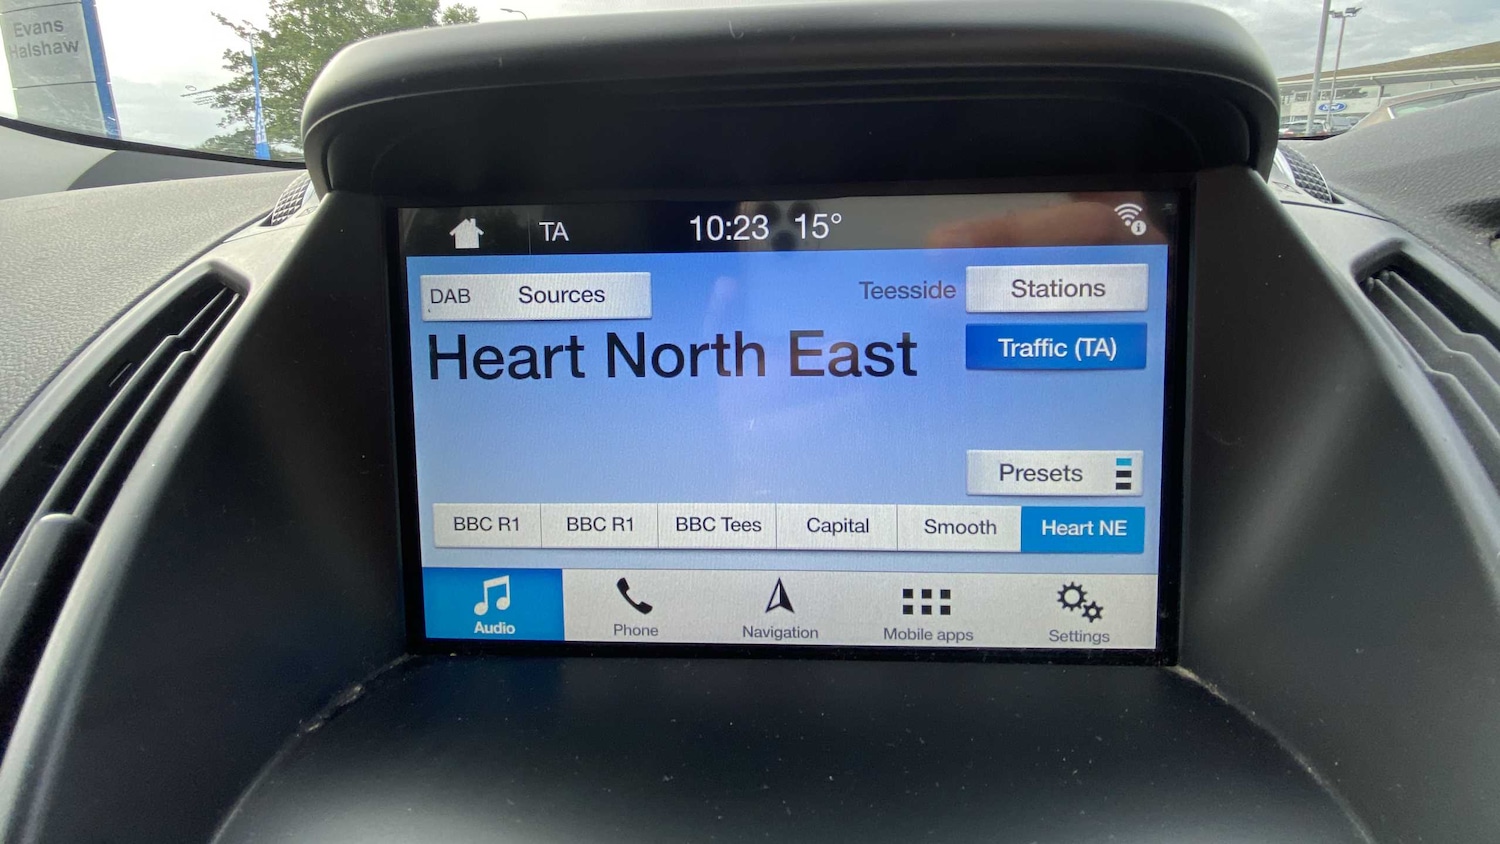 Evans
Halshaw
Ford
TA
10:23 15°
DAB Sources
Teesside
Stations
Heart North East
Traffic (TA)
Presets
BBC R1
BBC R1
BBC Tees
Capital
Smooth
Heart NE
Audio
Phone
Navigation
Mobile apps
Settings